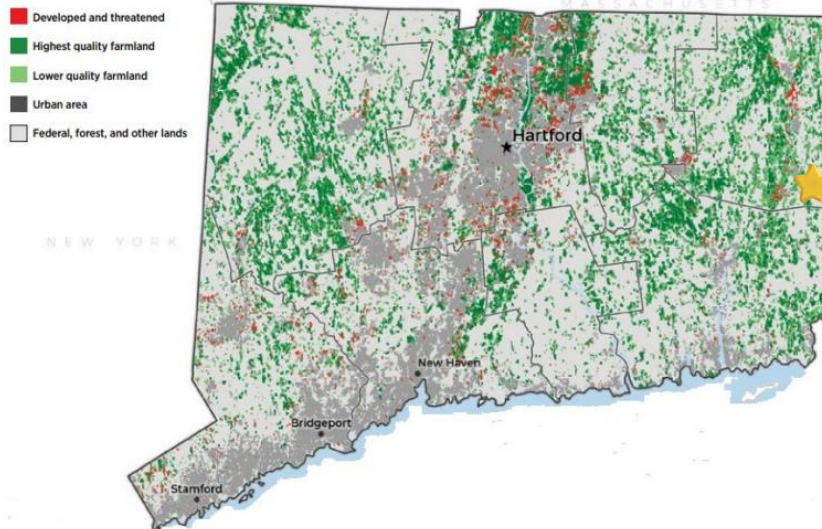 MASSACHUSETTS
Developed and threatened
Highest quality farmland
Lower quality farmland
Urban area
Federal, forest, and other lands
Hartford
NEW YORK
New Haven
Bridgeport
Stamford